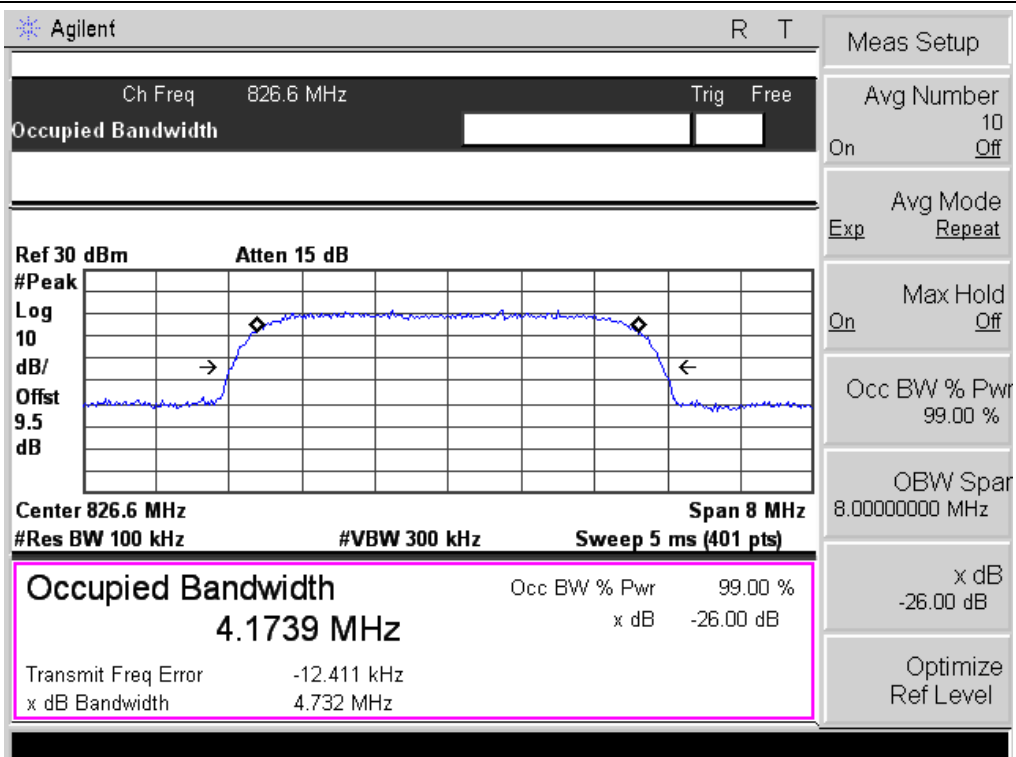 Agilent R T
Ch Freq 826.6 MHz Trig Free
Occupied Bandwidth
Ref 30 dBm Atten 15 dB
#Peak
Log
10
dB/
Offst
9.5
dB
Center 826.6 MHz Span 8 MHz
#Res BW 100 kHz #VBW 300 kHz Sweep 5 ms (401 pts)
Occupied Bandwidth
4.1739 MHz
Occ BW % Pwr 99.00 %
x dB -26.00 dB
Transmit Freq Error -12.411 kHz
x dB Bandwidth 4.732 MHz
Meas Setup
Avg Number
10
On Off
Avg Mode
Exp Repeat
Max Hold
On Off
Occ BW % Pwr
99.00 %
OBW Span
8.00000000 MHz
x dB
-26.00 dB
Optimize
Ref Level